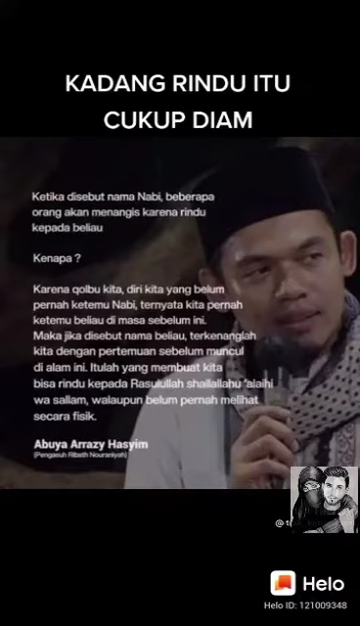 KADANG RINDU ITU
CUKUP DIAM
Ketika disebut nama Nabi, beberapa
orang akan menangis karena rindu
kepada beliau
Kenapa ?
Karena qolbu kita, diri kita yang belum
pernah ketemu Nabi, ternyata kita pernah
ketemu beliau di masa sebelum ini.
Maka jika disebut nama beliau, terkenanglah
kita dengan pertemuan sebelum muncul
di alam ini. Itulah yang membuat kita
bisa rindu kepada Rasulullah shallallahu 'alaihi
wa sallam, walaupun belum pernah melihat
secara fisik.
Abuya Arrazy Hasyim
(Pengasuh Ribath Nouraniyah)
@
Helo
Helo ID: 121009348